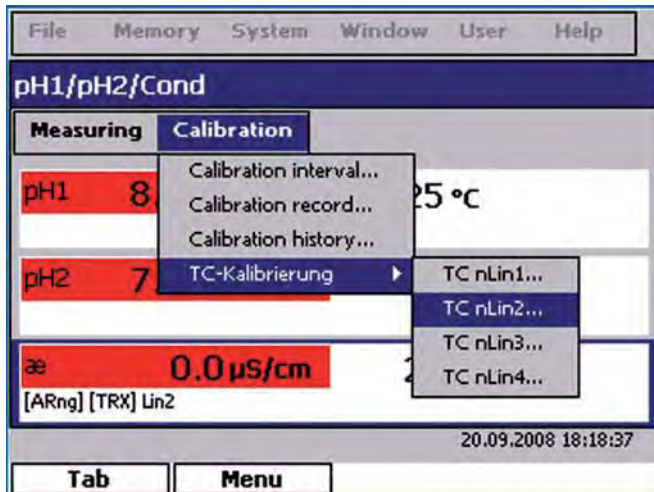 File Memory System Window User Help
pH1/pH2/Cond
Measuring Calibration
Calibration interval...
pH1 8. 25 °C
Calibration record...
Calibration history...
pH2 7 TC-Kalibrierung TC nLin1...
TC nLin2...
TC nLin3...
æ 0.0 µS/cm 2 TC nLin4...
[ARng] [TRX] Lin2
20.09.2008 18:18:37
Tab Menu